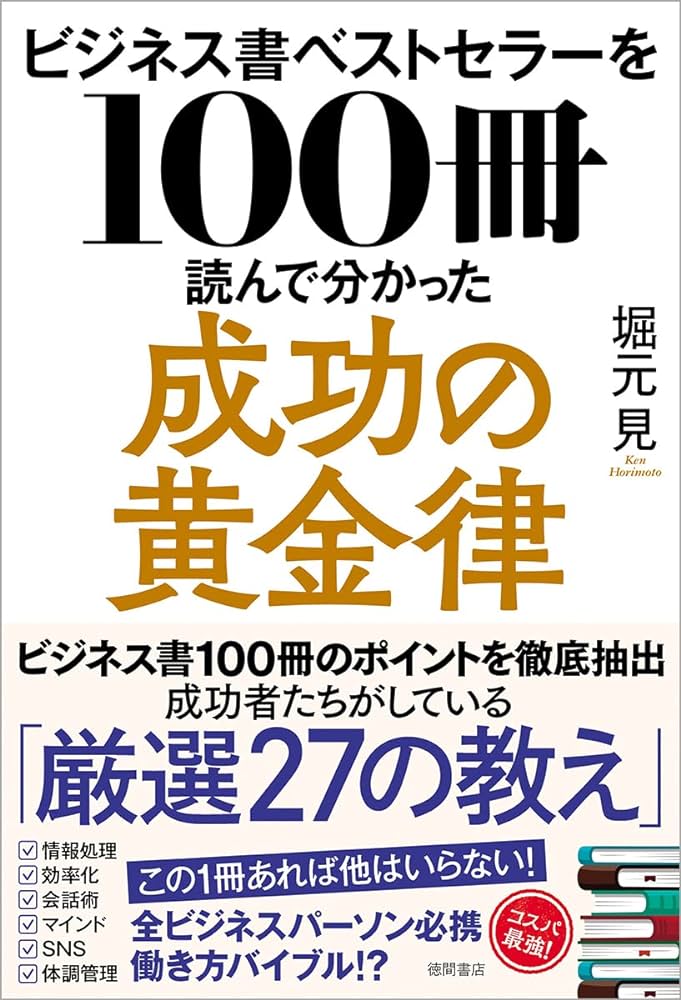 ビジネス書ベストセラーを
100冊
読んで分かった
成功の
黄金律
堀元見
Ken
Horimoto
ビジネス書100冊のポイントを徹底抽出
成功者たちがしている
「厳選27の教え」
情報処理
効率化
会話術
マインド
SNS
体調管理
この1冊あれば他はいらない!
全ビジネスパーソン必携
働き方バイブル!?
コスパ
最強!
徳間書店